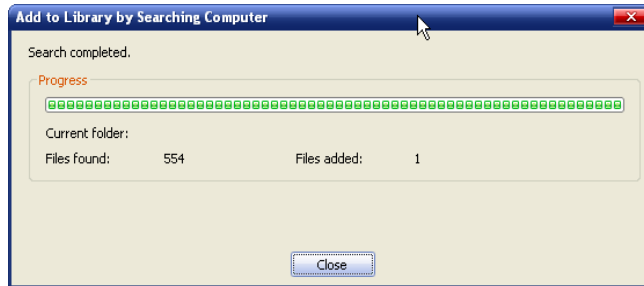 Add to Library by Searching Computer
Search completed.
Progress
Current folder:
Files found: 554 Files added: 1
Close